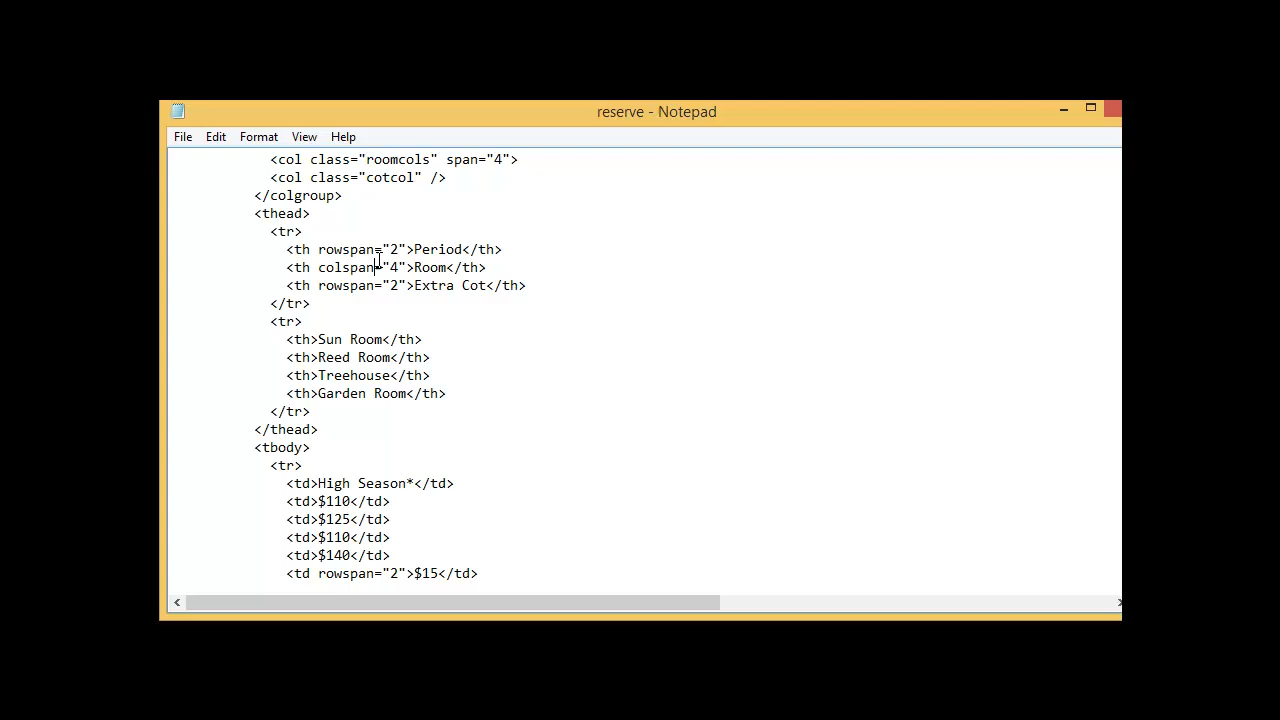 reserve - Notepad
File Edit Format View Help
<col class="roomcols" span="4">
<col class="cotcol" />
</colgroup>
<thead>
<tr>
<th rowspan="2">Period</th>
<th colspan="4">Room</th>
<th rowspan="2">Extra Cot</th>
</tr>
<tr>
<th>Sun Room</th>
<th>Reed Room</th>
<th>Treehouse</th>
<th>Garden Room</th>
</tr>
</thead>
<tbody>
<tr>
<td>High Season*</td>
<td>$110</td>
<td>$125</td>
<td>$110</td>
<td>$140</td>
<td rowspan="2">$15</td>